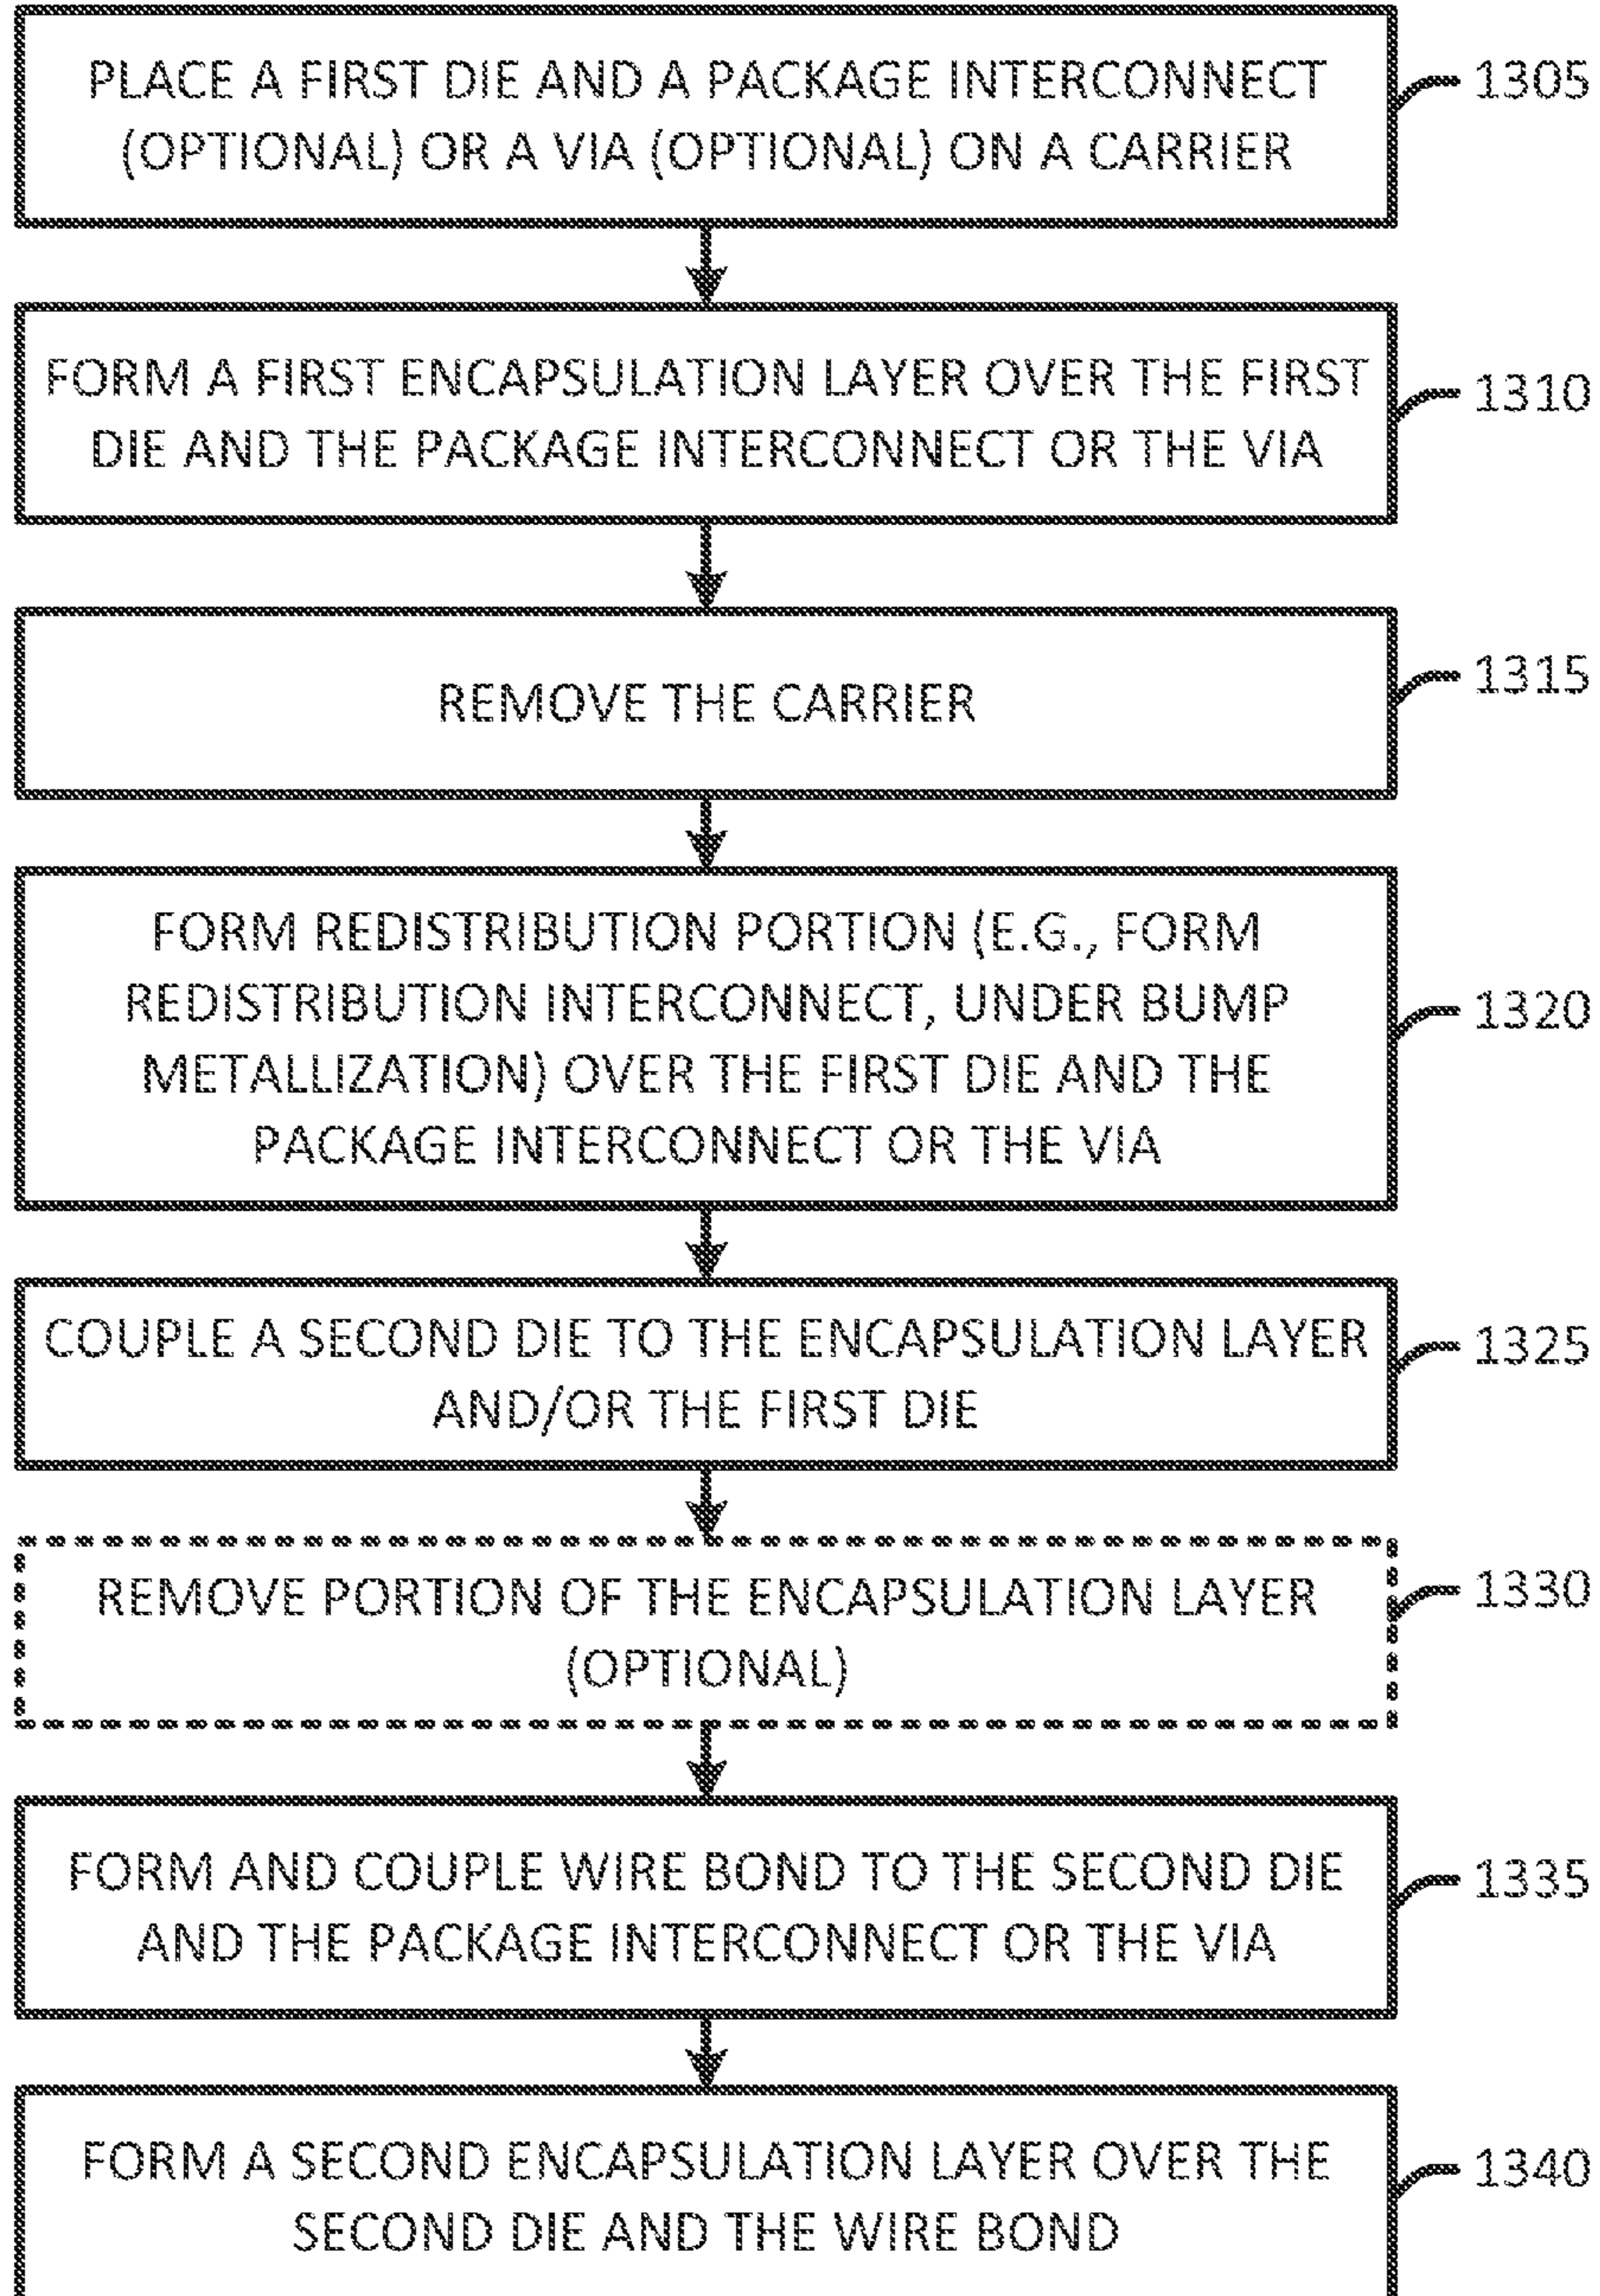 PLACE A FIRST DIE AND A PACKAGE INTERCONNECT
(OPTIONAL) OR A VIA (OPTIONAL) ON A CARRIER
1305
FORM A FIRST ENCAPSULATION LAYER OVER THE FIRST
DIE AND THE PACKAGE INTERCONNECT OR THE VIA
1310
REMOVE THE CARRIER
1315
FORM REDISTRIBUTION PORTION (E.G., FORM
REDISTRIBUTION INTERCONNECT, UNDER BUMP
METALLIZATION) OVER THE FIRST DIE AND THE
PACKAGE INTERCONNECT OR THE VIA
1320
COUPLE A SECOND DIE TO THE ENCAPSULATION LAYER
AND/OR THE FIRST DIE
1325
REMOVE PORTION OF THE ENCAPSULATION LAYER
(OPTIONAL)
1330
FORM AND COUPLE WIRE BOND TO THE SECOND DIE
AND THE PACKAGE INTERCONNECT OR THE VIA
1335
FORM A SECOND ENCAPSULATION LAYER OVER THE
SECOND DIE AND THE WIRE BOND
1340